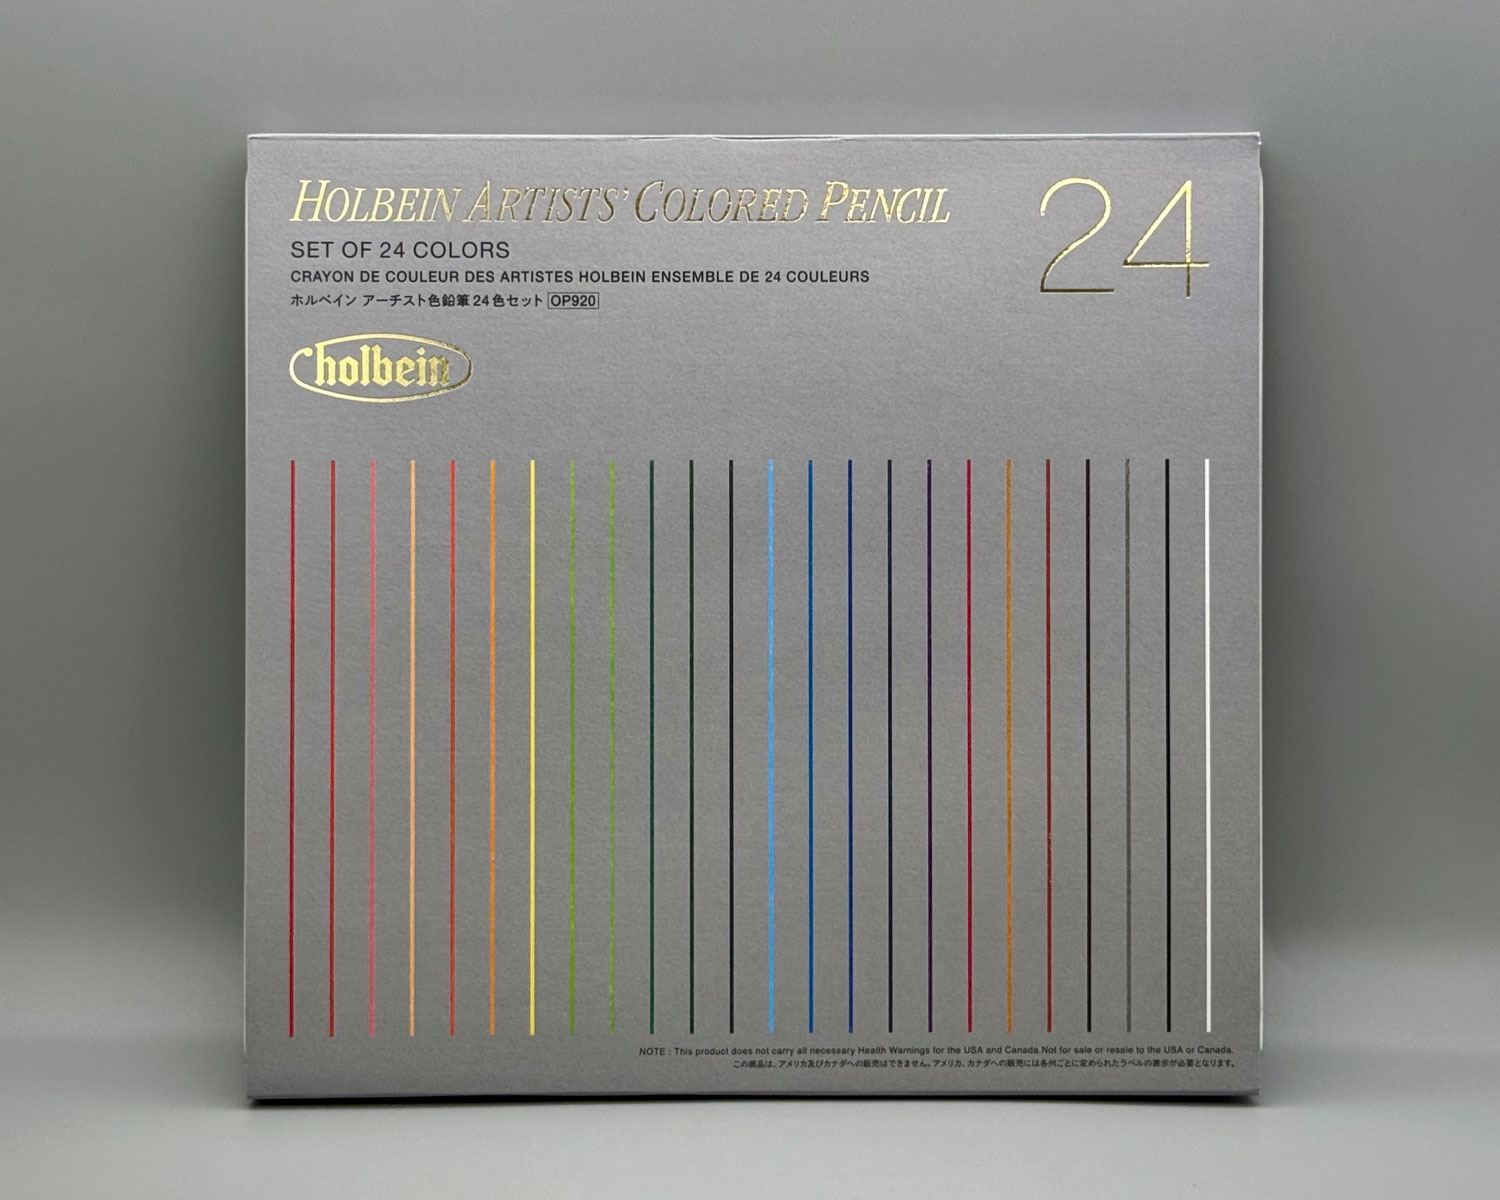 HOLBEIN ARTISTS' COLORED PENCIL
24
SET OF 24 COLORS
CRAYON DE COULEUR DES ARTISTES HOLBEIN ENSEMBLE DE 24 COULEURS
ホルベイン アーチスト色鉛筆24色セット OP920
holbein
NOTE : This product does not carry all necessary Health Warnings for the USA and Canada.Not for sale or resale to the USA or Canada.
この商品は、アメリカ及びカナダへの販売はできません。アメリカ、カナダへの販売には各州ごとに定められたラベルの表示が必要となります。